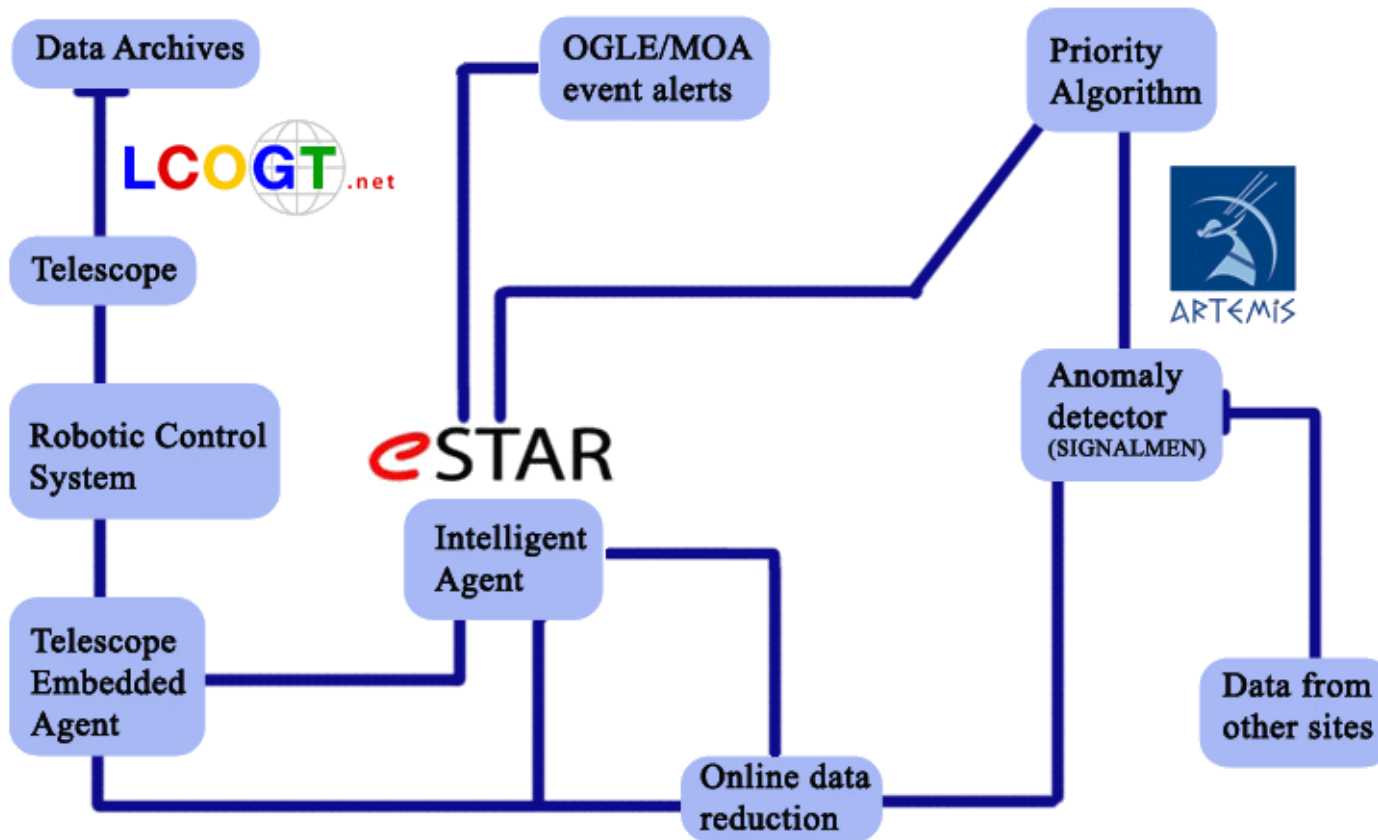 Data Archives
OGLE/MOA
event alerts
Priority
Algorithm
LCOGT.net
Telescope
ARTEMiS
Anomaly
detector
(SIGNALMEN)
Robotic Control
System
eSTAR
Intelligent
Agent
Telescope
Embedded
Agent
Data from
other sites
Online data
reduction